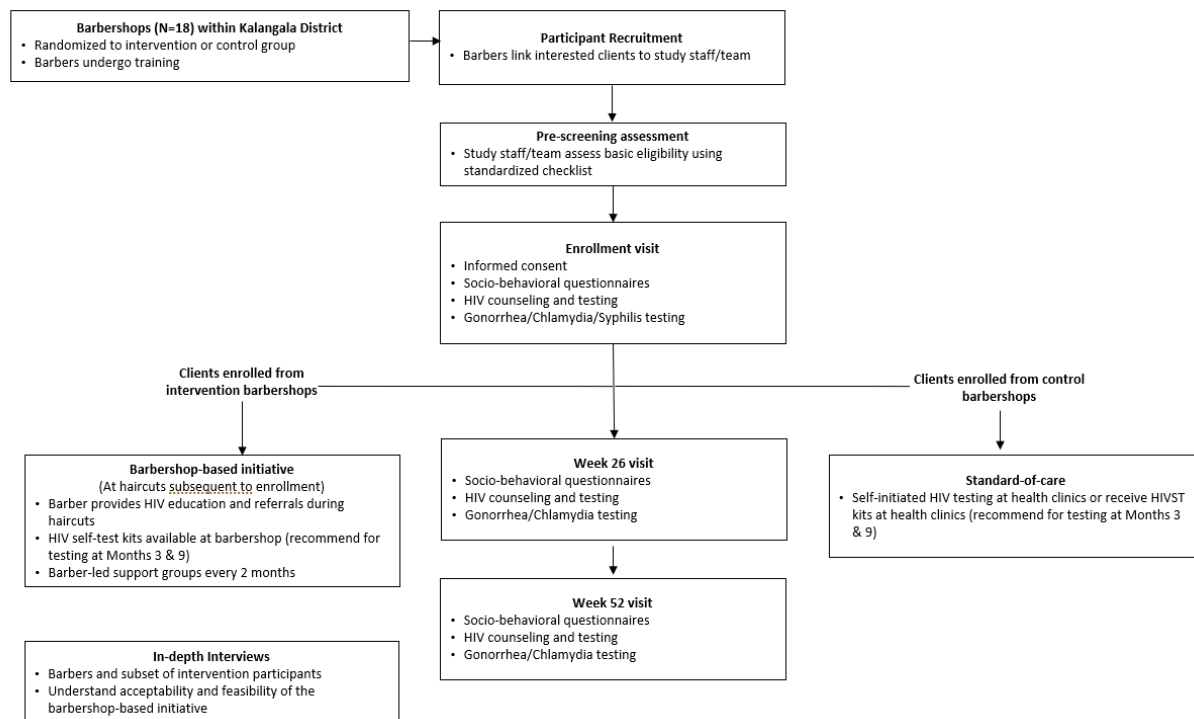 Barbershops (N=18) within Kalangala District
• Randomized to intervention or control group
• Barbers undergo training
Participant Recruitment
• Barbers link interested clients to study staff/team
Pre-screening assessment
• Study staff/team assess basic eligibility using
standardized checklist
Enrollment visit
• Informed consent
• Socio-behavioral questionnaires
• HIV counseling and testing
• Gonorrhea/Chlamydia/Syphilis testing
Clients enrolled from
intervention barbershops
Clients enrolled from control
barbershops
Barbershop-based initiative
(At haircuts subsequent to enrollment)
• Barber provides HIV education and referrals during
haircuts
• HIV self-test kits available at barbershop (recommend for
testing at Months 3 & 9)
• Barber-led support groups every 2 months
Week 26 visit
• Socio-behavioral questionnaires
• HIV counseling and testing
• Gonorrhea/Chlamydia testing
Standard-of-care
• Self-initiated HIV testing at health clinics or receive HIVST
kits at health clinics (recommend for testing at Months 3
& 9)
Week 52 visit
• Socio-behavioral questionnaires
• HIV counseling and testing
• Gonorrhea/Chlamydia testing
In-depth Interviews
• Barbers and subset of intervention participants
• Understand acceptability and feasibility of the
barbershop-based initiative